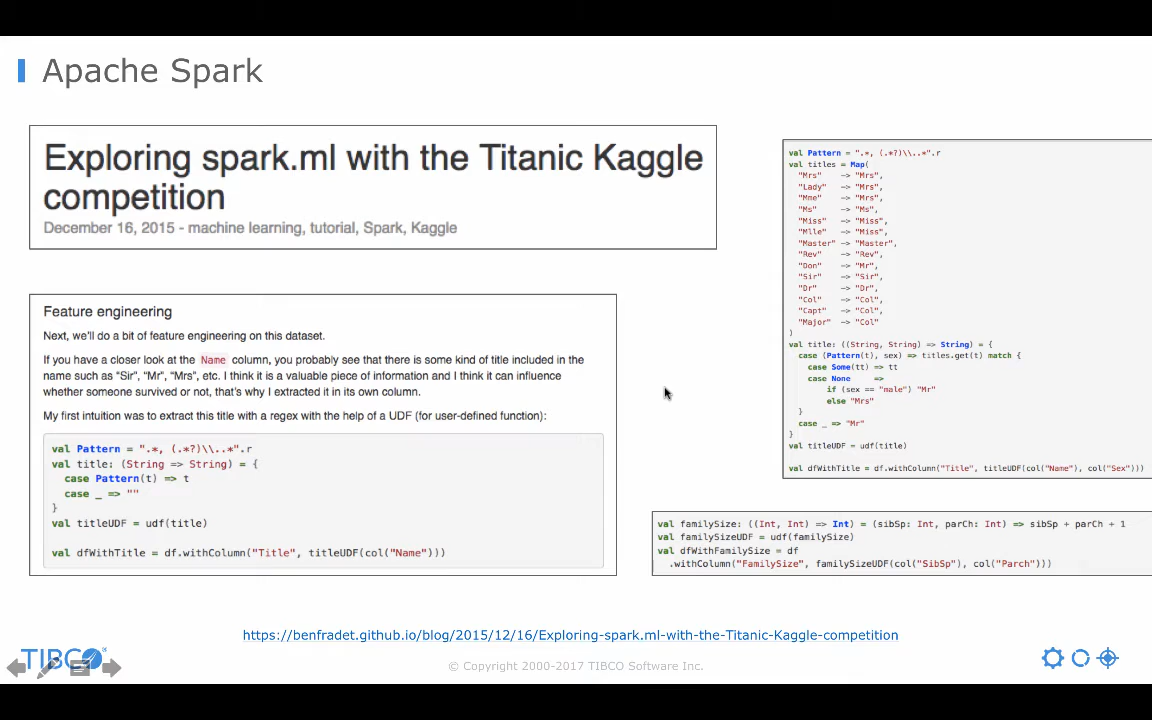 Apache Spark
Exploring spark.ml with the Titanic Kaggle
competition
December 16, 2015 - machine learning, tutorial, Spark, Kaggle
Feature engineering
Next, we'll do a bit of feature engineering on this dataset.
If you have a closer look at the Name column, you probably see that there is some kind of title included in the
name such as "Sir", "Mr", "Mrs", etc. I think it is a valuable piece of information and I think it can influence
whether someone survived or not, that's why I extracted it in its own column.
My first intuition was to extract this title with a regex with the help of a UDF (for user-defined function):
val Pattern = ".*, (.*?)\\..*".r
val title: (String => String) = {
  case Pattern(t) => t
  case _ => ""
}
val titleUDF = udf(title)
val dfWithTitle = df.withColumn("Title", titleUDF(col("Name")))
val Pattern = ".*, (.*?)\\..*".r
val titles = Map(
  "Mrs" -> "Mrs",
  "Lady" -> "Mrs",
  "Mme" -> "Mrs",
  "Ms" -> "Ms",
  "Miss" -> "Miss",
  "Mlle" -> "Miss",
  "Master" -> "Master",
  "Rev" -> "Rev",
  "Don" -> "Mr",
  "Sir" -> "Sir",
  "Dr" -> "Dr",
  "Col" -> "Col",
  "Capt" -> "Col",
  "Major" -> "Col"
)
val title: ((String, String) => String) = {
  case (Pattern(t), sex) => titles.get(t) match {
    case Some(tt) => tt
    case None =>
      if (sex == "male") "Mr"
      else "Mrs"
  }
  case _ => "Mr"
}
val titleUDF = udf(title)
val dfWithTitle = df.withColumn("Title", titleUDF(col("Name"), col("Sex")))
val familySize: ((Int, Int) => Int) = (sibSp: Int, parCh: Int) => sibSp + parCh + 1
val familySizeUDF = udf(familySize)
val dfWithFamilySize = df
  .withColumn("FamilySize", familySizeUDF(col("SibSp"), col("Parch")))
https://benfradet.github.io/blog/2015/12/16/Exploring-spark.ml-with-the-Titanic-Kaggle-competition
TIBCO®
© Copyright 2000-2017 TIBCO Software Inc.